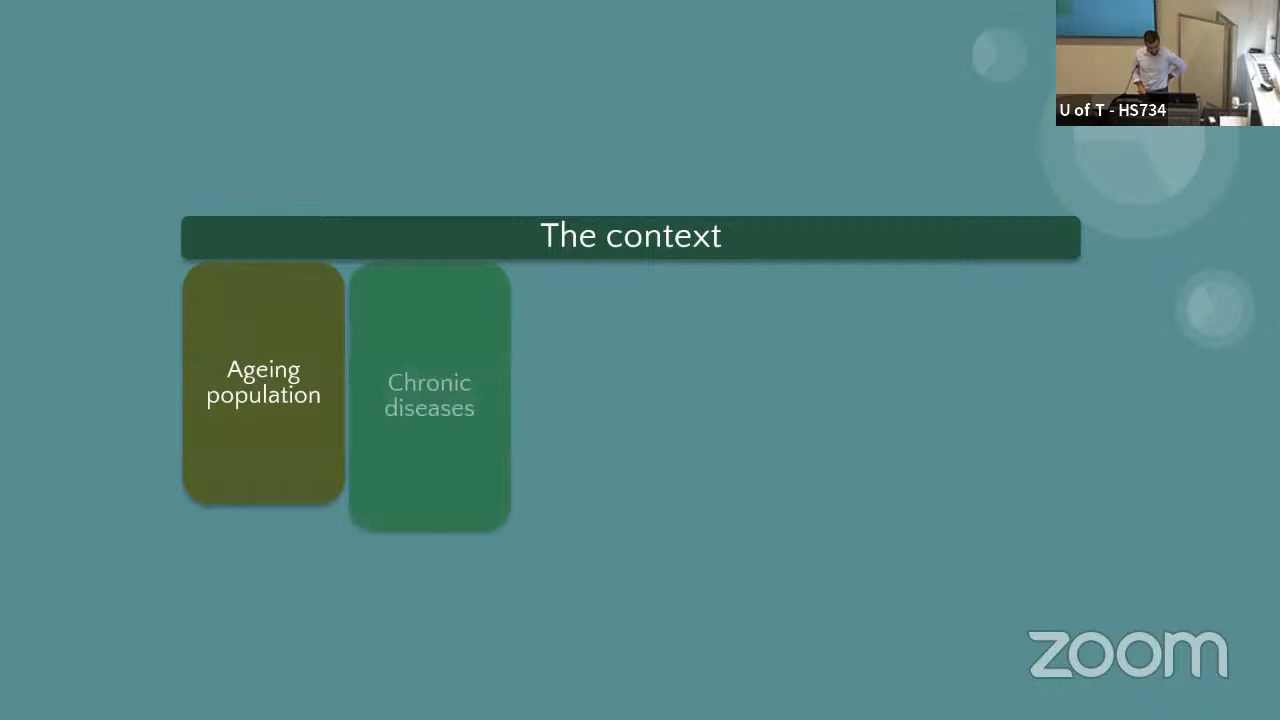 U of T - HS734
The context
Ageing
population
Chronic
diseases
zoom